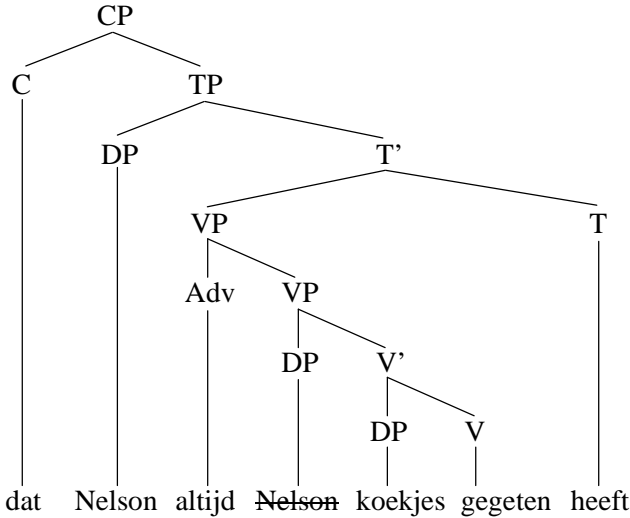 CP
C TP
DP T’
VP T
Adv VP
DP V’
DP V
dat Nelson altijd Nelson koekjes gegeten heeft